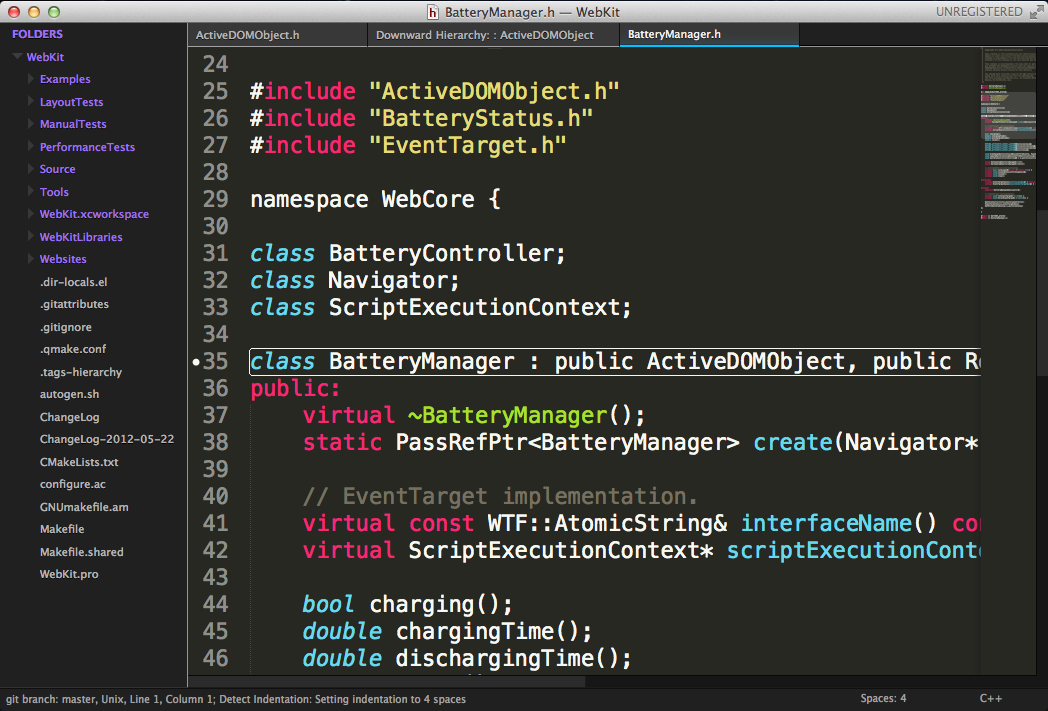 BatteryManager.h — WebKit
UNREGISTERED
FOLDERS
WebKit
Examples
LayoutTests
ManualTests
PerformanceTests
Source
Tools
WebKit.xcworkspace
WebKitLibraries
Websites
.dir-locals.el
.gitattributes
.gitignore
.qmake.conf
.tags-hierarchy
autogen.sh
ChangeLog
ChangeLog-2012-05-22
CMakeLists.txt
configure.ac
GNUmakefile.am
Makefile
Makefile.shared
WebKit.pro
ActiveDOMObject.h
Downward Hierarchy: : ActiveDOMObject
BatteryManager.h
24
25 #include "ActiveDOMObject.h"
26 #include "BatteryStatus.h"
27 #include "EventTarget.h"
28
29 namespace WebCore {
30
31 class BatteryController;
32 class Navigator;
33 class ScriptExecutionContext;
34
35 class BatteryManager : public ActiveDOMObject, public R
36 public:
37 virtual ~BatteryManager();
38 static PassRefPtr<BatteryManager> create(Navigator*
39
40 // EventTarget implementation.
41 virtual const WTF::AtomicString& interfaceName() co
42 virtual ScriptExecutionContext* scriptExecutionCont
43
44 bool charging();
45 double chargingTime();
46 double dischargingTime();
git branch: master, Unix, Line 1, Column 1; Detect Indentation: Setting indentation to 4 spaces
Spaces: 4
C++